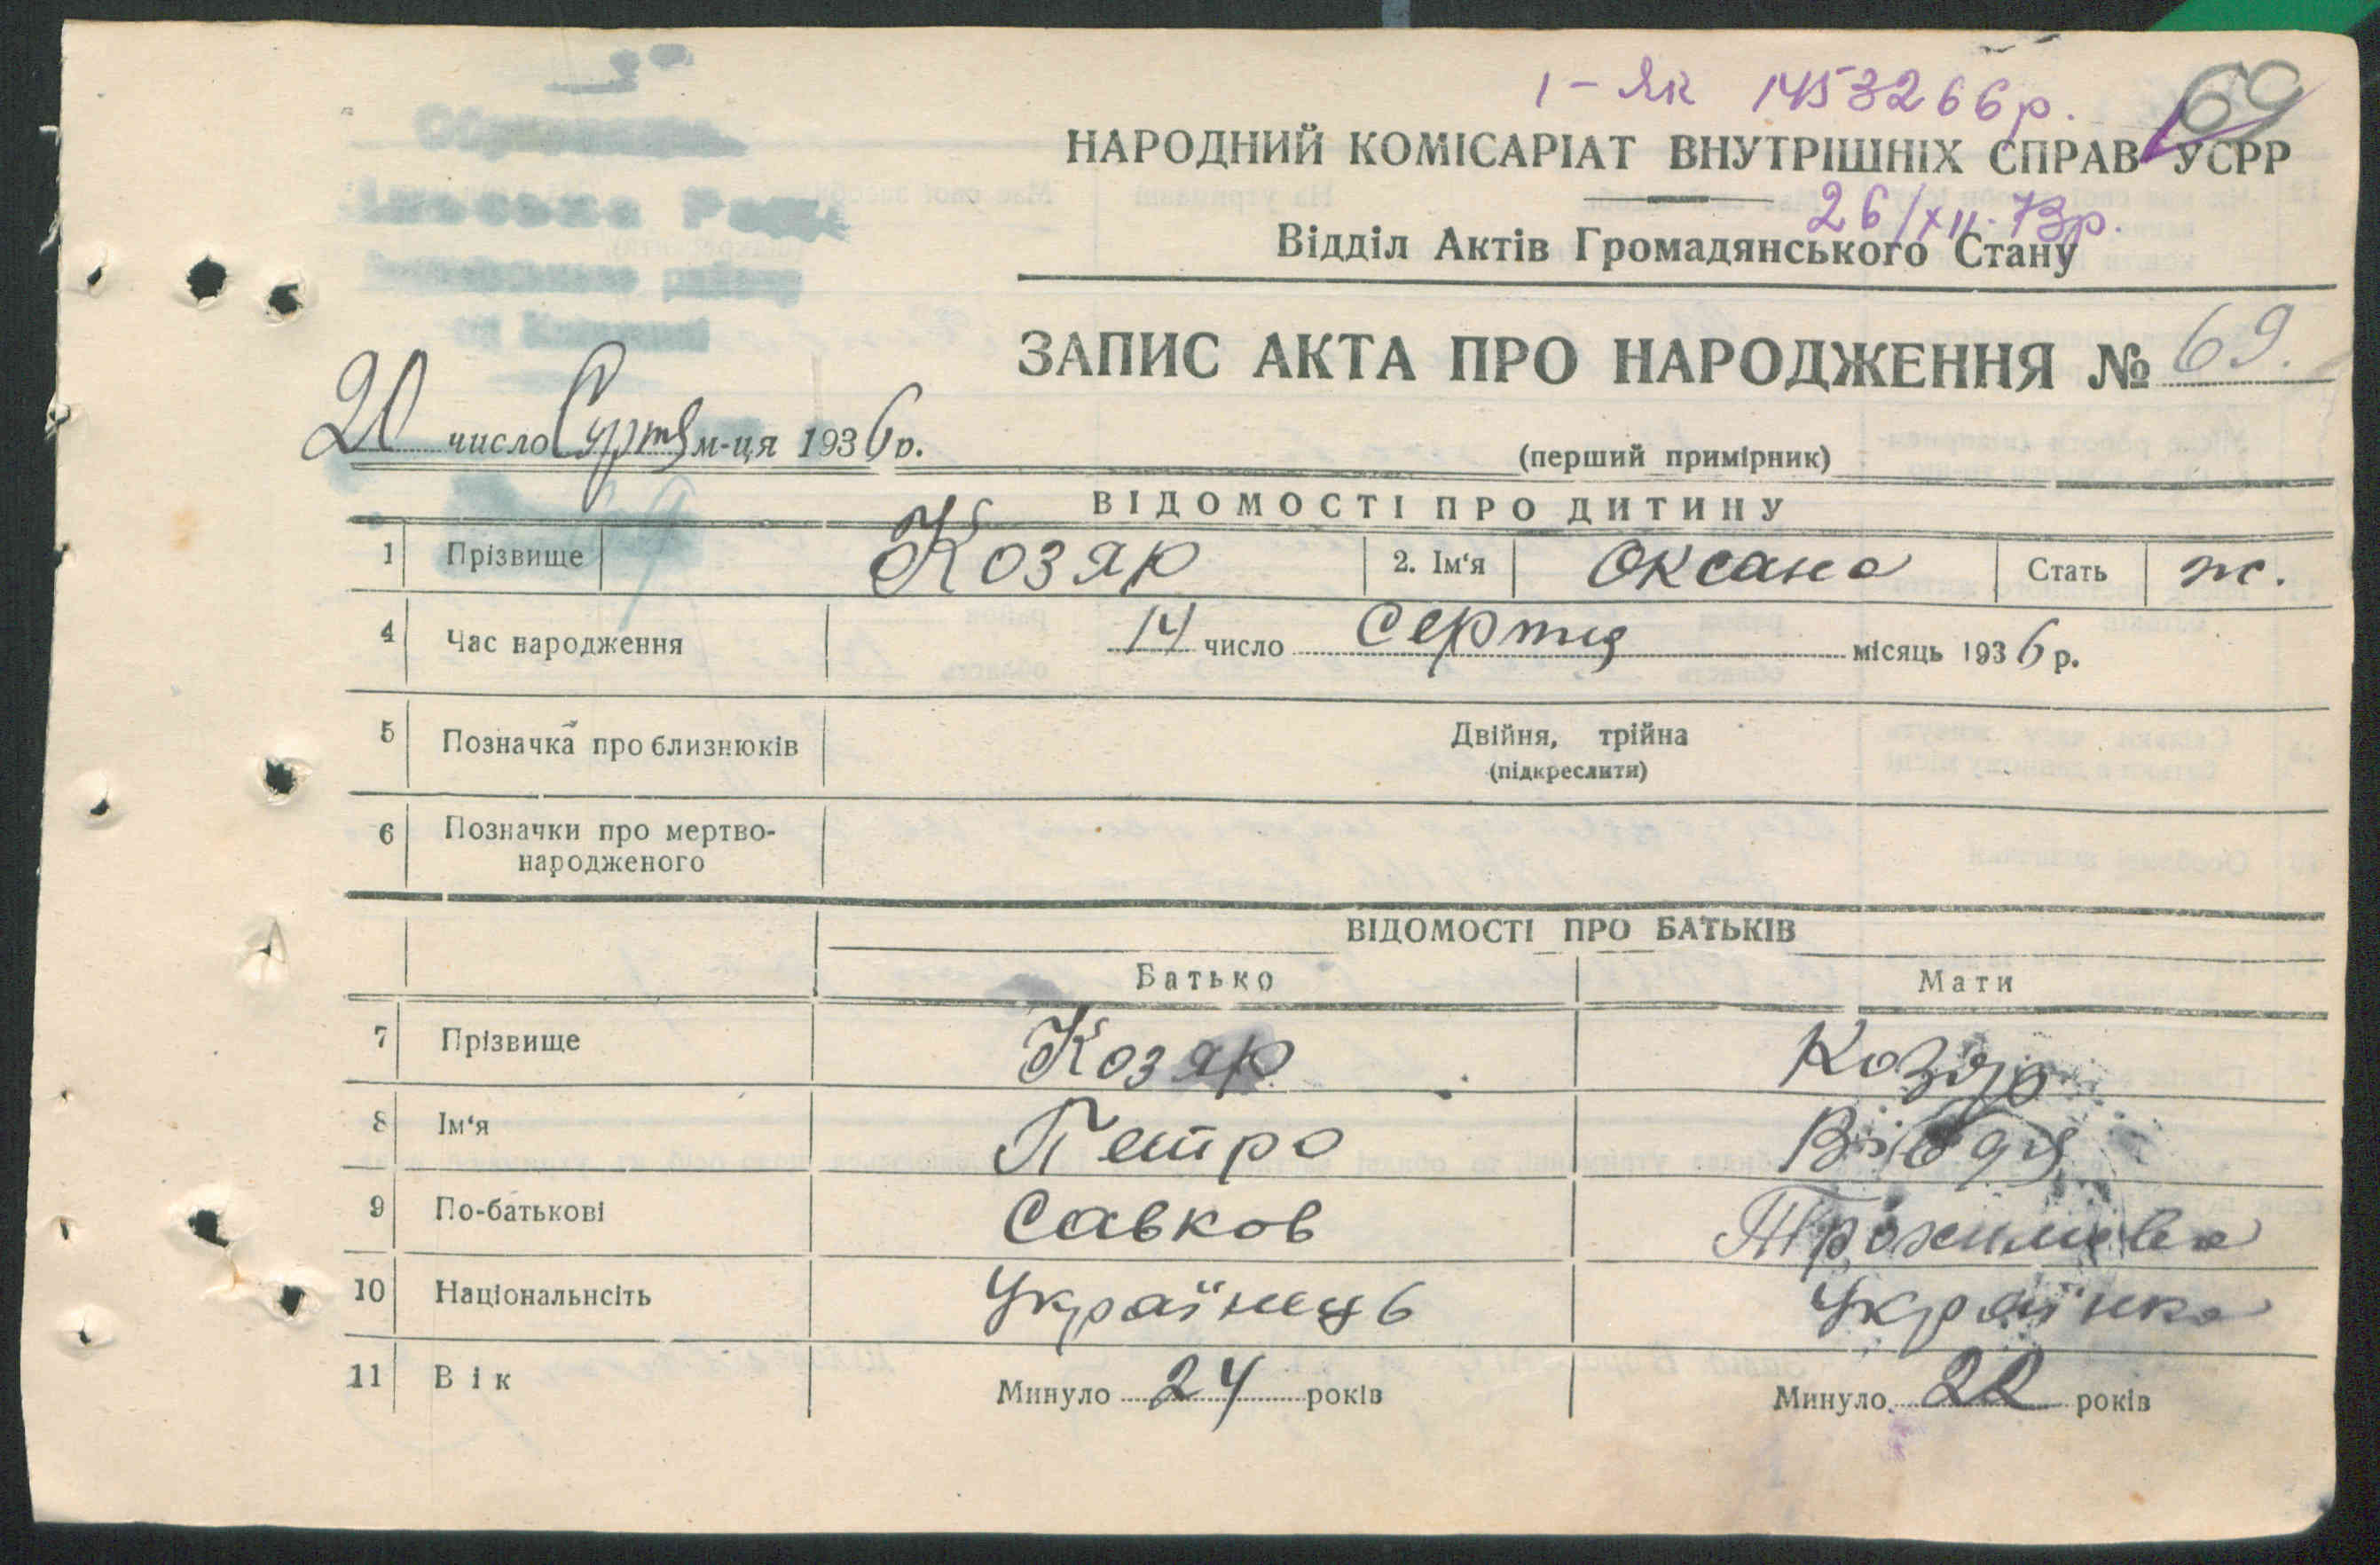 І-ЯК 1453266р.
69
НАРОДНИЙ КОМІСАРІАТ ВНУТРІШНІХ СПРАВ УСРР
26/XII-73р.
Відділ Актів Громадянського Стану
ЗАПИС АКТА ПРО НАРОДЖЕННЯ № 69.
20 число Серпня м-ця 1936 р.
(перший примірник)
ВІДОМОСТІ ПРО ДИТИНУ
1 Прізвище Козяр 2. Ім'я Оксана Стать ж.
4 Час народження 14 число Серпня місяць 1936 р.
5 Позначка про близнюків Двійня, трійна
(підкреслити)
6 Позначки про мертво-
народженого
ВІДОМОСТІ ПРО БАТЬКІВ
Батько Мати
7 Прізвище Козяр Козяр
8 Ім'я Петро
9 По-батькові Савков Трохимівна
10 Національнсіть Українець Українка
11 Вік Минуло 24 років Минуло 22 років